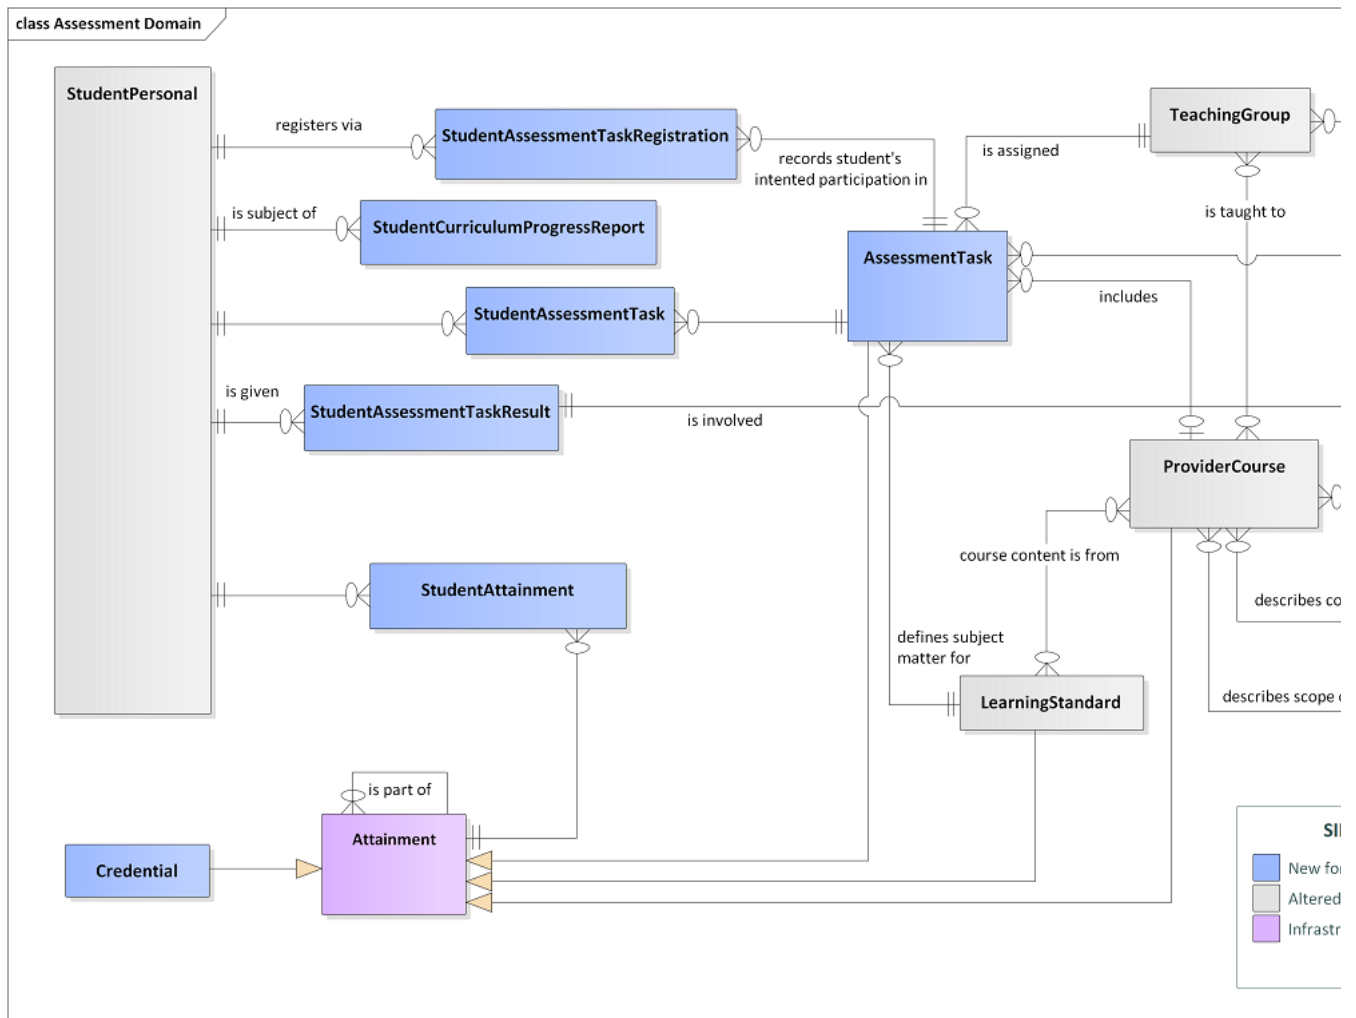 class Assessment Domain
StudentPersonal
registers via
StudentAssessmentTaskRegistration
records student's
intented participation in
is assigned
TeachingGroup
is taught to
is subject of
StudentCurriculumProgressReport
AssessmentTask
includes
StudentAssessmentTask
is given
StudentAssessmentTaskResult
is involved
ProviderCourse
course content is from
StudentAttainment
describes co
defines subject
matter for
LearningStandard
describes scope
is part of
Attainment
Credential
SI
New for
Altered
Infrastr